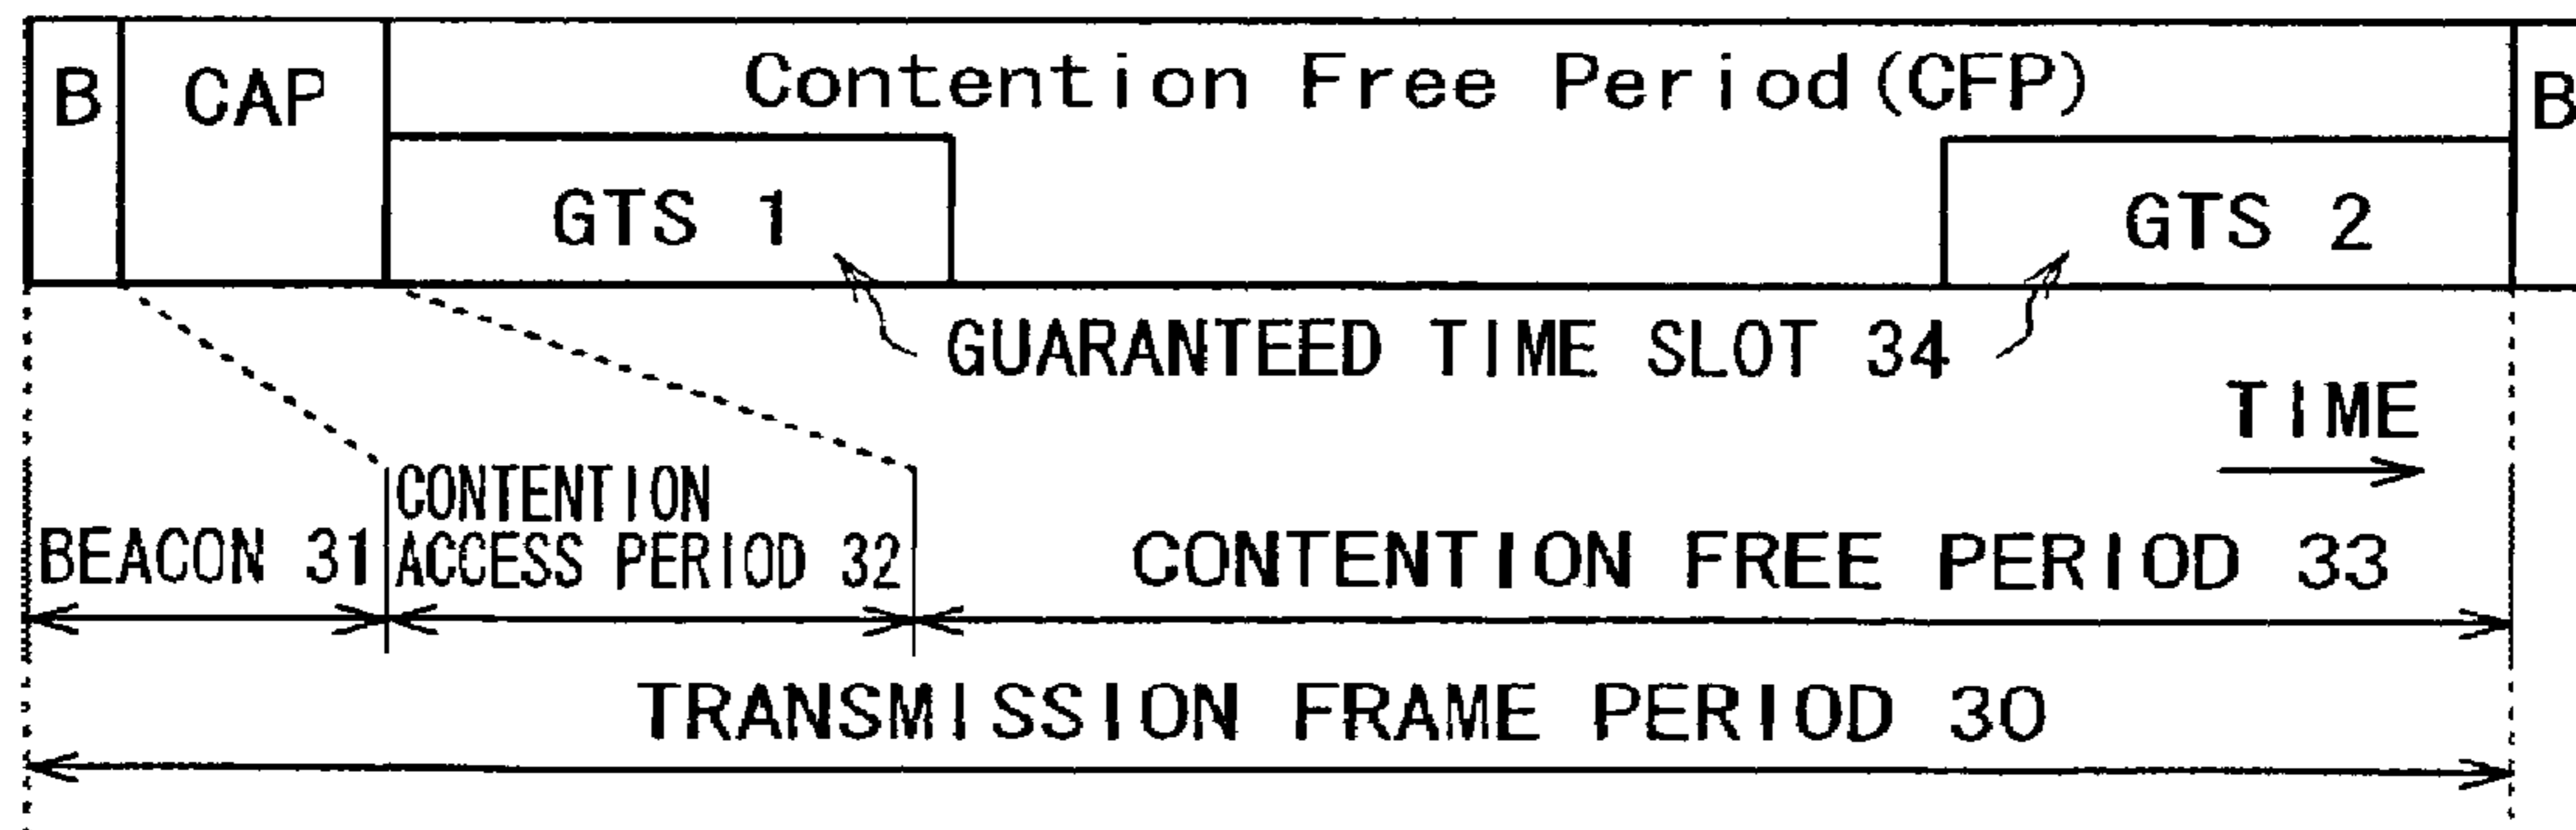 B CAP Contention Free Period(CFP) B
GTS 1 GTS 2
GUARANTEED TIME SLOT 34
TIME
CONTENTION
BEACON 31 ACCESS PERIOD 32 CONTENTION FREE PERIOD 33
TRANSMISSION FRAME PERIOD 30